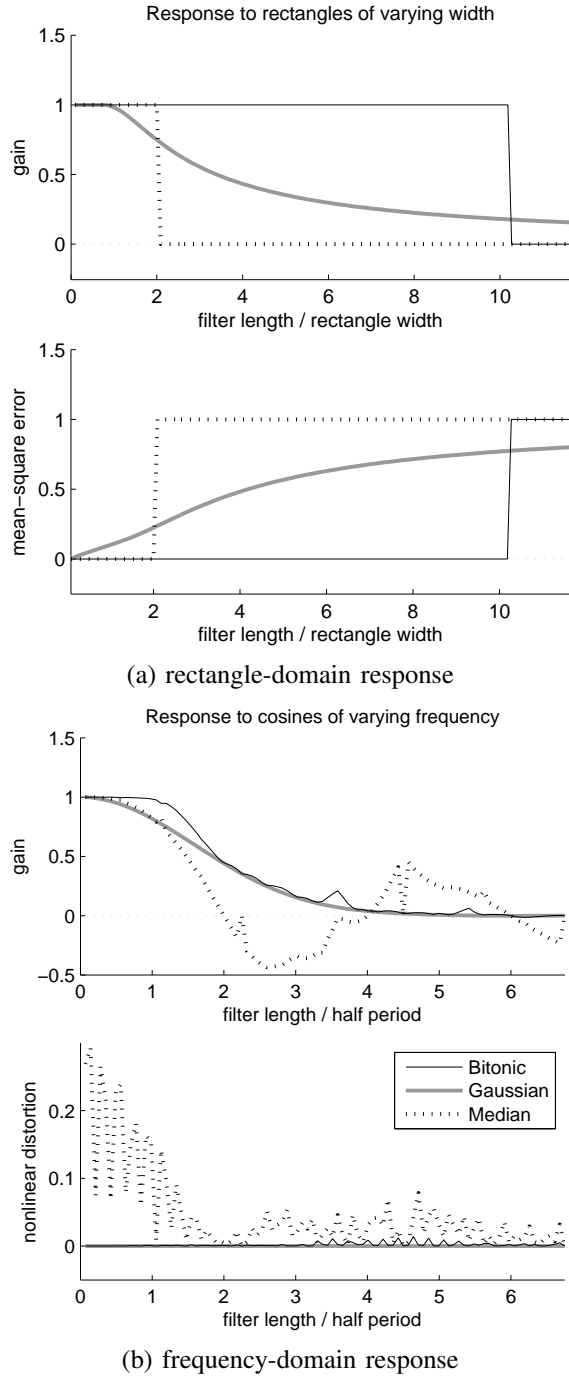 Response to rectangles of varying width
1.5
1
0.5
0
gain
0 2 4 6 8 10
filter length / rectangle width
1.5
1
0.5
0
mean−square error
2 4 6 8 10
filter length / rectangle width
(a) rectangle-domain response
Response to cosines of varying frequency
1.5
1
0.5
0
−0.5
gain
0 1 2 3 4 5 6
filter length / half period
0.2
0.1
0
nonlinear distortion
Bitonic
Gaussian
Median
0 1 2 3 4 5 6
filter length / half period
(b) frequency-domain response